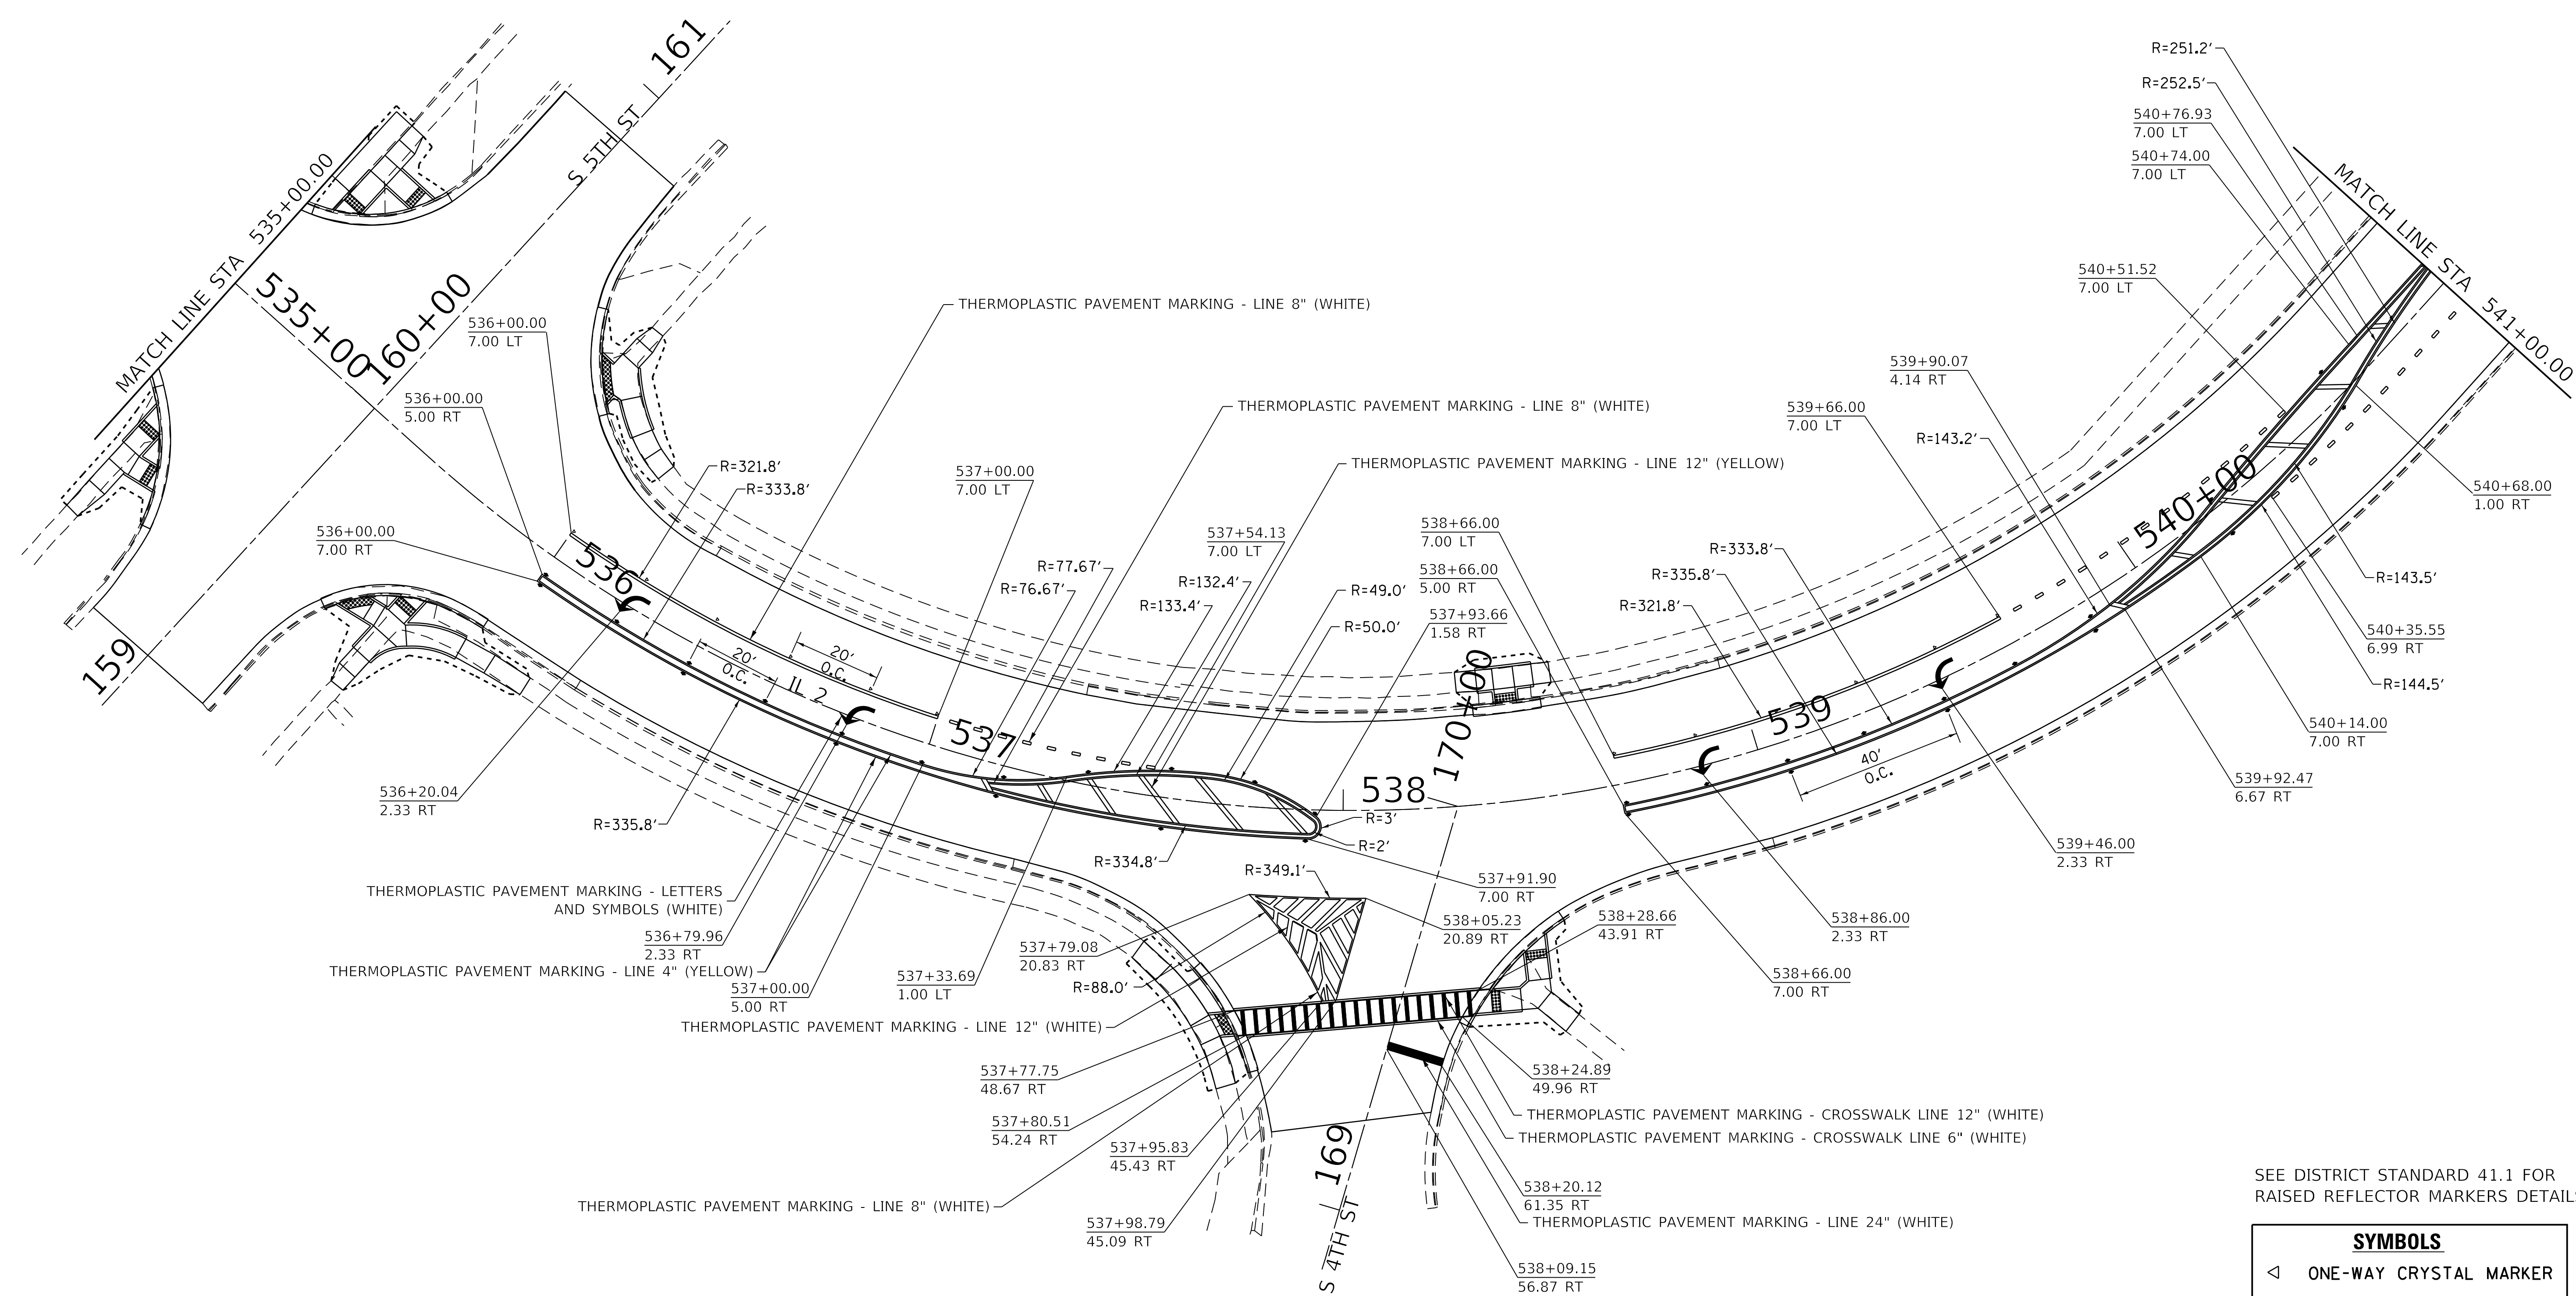 R=251.2'
R=252.5'
540+76.93
7.00 LT
540+74.00
7.00 LT
540+51.52
7.00 LT
MATCH LINE STA 541+00.00
161
S 5TH ST
MATCH LINE STA 535+00.00
535+00
160+00
159
536+00.00
7.00 LT
536+00.00
5.00 RT
536+00.00
7.00 RT
THERMOPLASTIC PAVEMENT MARKING - LINE 8" (WHITE)
THERMOPLASTIC PAVEMENT MARKING - LINE 8" (WHITE)
THERMOPLASTIC PAVEMENT MARKING - LINE 12" (YELLOW)
R=321.8'
R=333.8'
537+00.00
7.00 LT
536
20'
O.C.
20'
O.C.
IL 2
537
R=77.67'
R=76.67'
537+54.13
7.00 LT
R=132.4'
R=133.4'
R=49.0'
R=50.0'
538+66.00
7.00 LT
538+66.00
5.00 RT
537+93.66
1.58 RT
539+90.07
4.14 RT
539+66.00
7.00 LT
R=143.2'
R=333.8'
R=335.8'
R=321.8'
540+00
540+68.00
1.00 RT
R=143.5'
540+35.55
6.99 RT
R=144.5'
540+14.00
7.00 RT
539+92.47
6.67 RT
539
40'
O.C.
539+46.00
2.33 RT
538+86.00
2.33 RT
538+66.00
7.00 RT
170+00
538
R=3'
R=2'
537+91.90
7.00 RT
536+20.04
2.33 RT
R=335.8'
R=334.8'
R=349.1'
THERMOPLASTIC PAVEMENT MARKING - LETTERS
AND SYMBOLS (WHITE)
536+79.96
2.33 RT
THERMOPLASTIC PAVEMENT MARKING - LINE 4" (YELLOW)
537+00.00
5.00 RT
537+33.69
1.00 LT
537+79.08
20.83 RT
R=88.0'
538+05.23
20.89 RT
538+28.66
43.91 RT
THERMOPLASTIC PAVEMENT MARKING - LINE 12" (WHITE)
537+77.75
48.67 RT
537+80.51
54.24 RT
537+95.83
45.43 RT
THERMOPLASTIC PAVEMENT MARKING - LINE 8" (WHITE)
537+98.79
45.09 RT
538+24.89
49.96 RT
THERMOPLASTIC PAVEMENT MARKING - CROSSWALK LINE 12" (WHITE)
THERMOPLASTIC PAVEMENT MARKING - CROSSWALK LINE 6" (WHITE)
538+20.12
61.35 RT
THERMOPLASTIC PAVEMENT MARKING - LINE 24" (WHITE)
538+09.15
56.87 RT
169
S 4TH ST
SEE DISTRICT STANDARD 41.1 FOR
RAISED REFLECTOR MARKERS DETAIL
SYMBOLS
ONE-WAY CRYSTAL MARKER